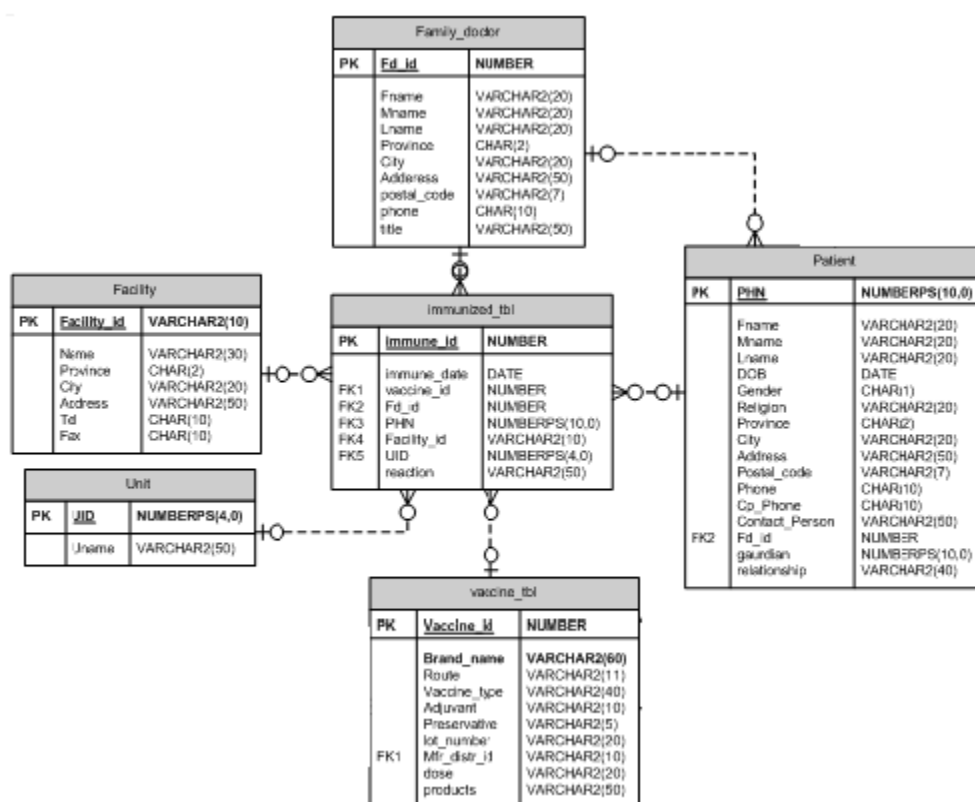 Family_doctor
PK Fd_id NUMBER
Fname VARCHAR2(20)
Mname VARCHAR2(20)
Lname VARCHAR2(20)
Province CHAR(2)
City VARCHAR2(20)
Adderess VARCHAR2(50)
postal_code VARCHAR2(7)
phone CHAR(10)
title VARCHAR2(50)
Facility
PK Facility_id VARCHAR2(10)
Name VARCHAR2(30)
Province CHAR(2)
City VARCHAR2(20)
Address VARCHAR2(50)
Tel CHAR(10)
Fax CHAR(10)
immunized_tbl
PK immune_id NUMBER
immune_date DATE
FK1 vaccine_id NUMBER
FK2 Fd_id NUMBER
FK3 PHN NUMBERPS(10,0)
FK4 Facility_id VARCHAR2(10)
FK5 UID NUMBERPS(4,0)
reaction VARCHAR2(50)
Patient
PK PHN NUMBERPS(10,0)
Fname VARCHAR2(20)
Mname VARCHAR2(20)
Lname VARCHAR2(20)
DOB DATE
Gender CHAR(1)
Religion VARCHAR2(20)
Province CHAR(2)
City VARCHAR2(20)
Address VARCHAR2(50)
Postal_code VARCHAR2(7)
Phone CHAR(10)
Cp_Phone CHAR(10)
Contact_Person VARCHAR2(50)
FK2 Fd_id NUMBER
gaurdian NUMBERPS(10,0)
relationship VARCHAR2(40)
Unit
PK UID NUMBERPS(4,0)
Uname VARCHAR2(50)
vaccine_tbl
PK Vaccine_id NUMBER
Brand_name VARCHAR2(60)
Route VARCHAR2(11)
Vaccine_type VARCHAR2(40)
Adjuvant VARCHAR2(10)
Preservative VARCHAR2(5)
lot_number VARCHAR2(20)
FK1 Mfr_distr_id VARCHAR2(10)
dose VARCHAR2(20)
products VARCHAR2(50)